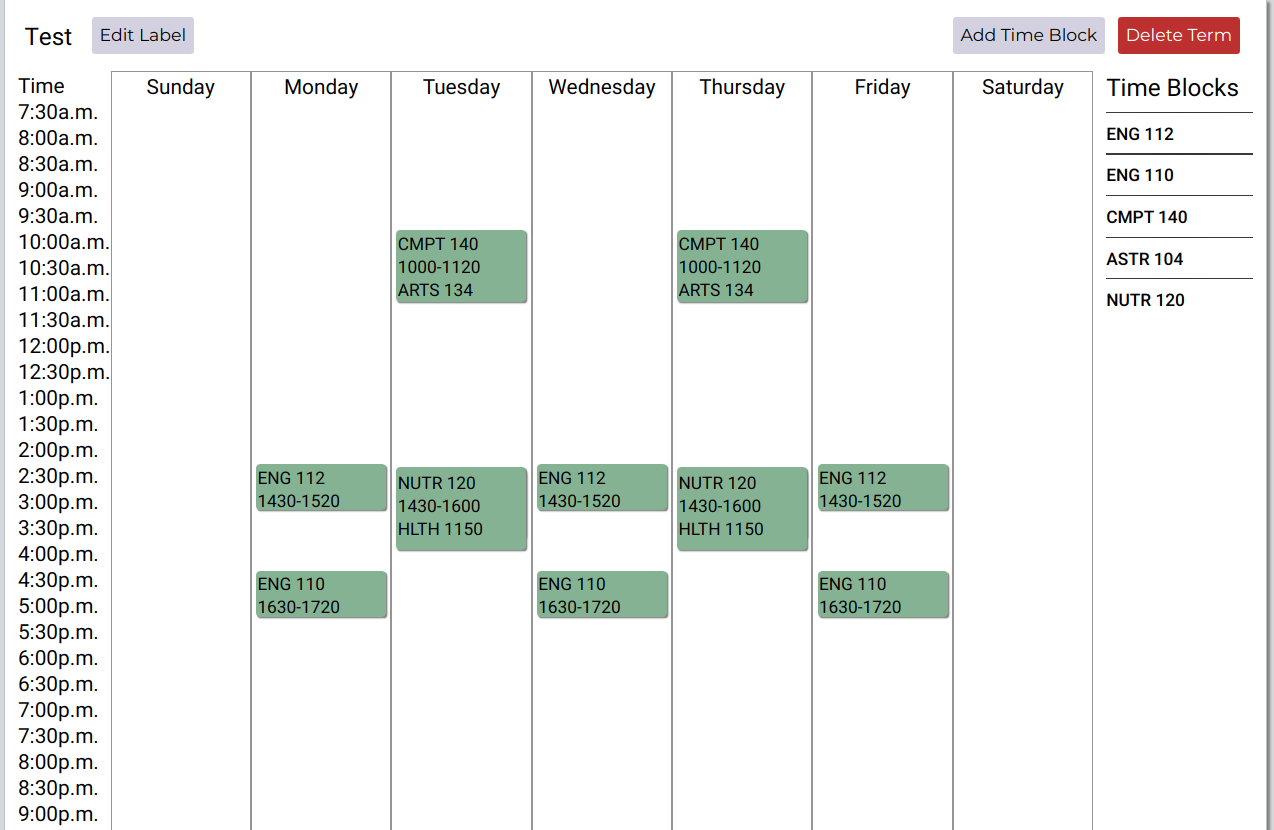 Test Edit Label Add Time Block Delete Term
Time Sunday Monday Tuesday Wednesday Thursday Friday Saturday Time Blocks
7:30a.m.
8:00a.m.
8:30a.m.
9:00a.m.
9:30a.m.
10:00a.m.
10:30a.m.
11:00a.m.
11:30a.m.
12:00p.m.
12:30p.m.
1:00p.m.
1:30p.m.
2:00p.m.
2:30p.m.
3:00p.m.
3:30p.m.
4:00p.m.
4:30p.m.
5:00p.m.
5:30p.m.
6:00p.m.
6:30p.m.
7:00p.m.
7:30p.m.
8:00p.m.
8:30p.m.
9:00p.m.
ENG 112
1430-1520
ENG 110
1630-1720
CMPT 140
1000-1120
ARTS 134
NUTR 120
1430-1600
HLTH 1150
ENG 112
1430-1520
ENG 110
1630-1720
CMPT 140
1000-1120
ARTS 134
NUTR 120
1430-1600
HLTH 1150
ENG 112
1430-1520
ENG 110
1630-1720
ENG 112
ENG 110
CMPT 140
ASTR 104
NUTR 120